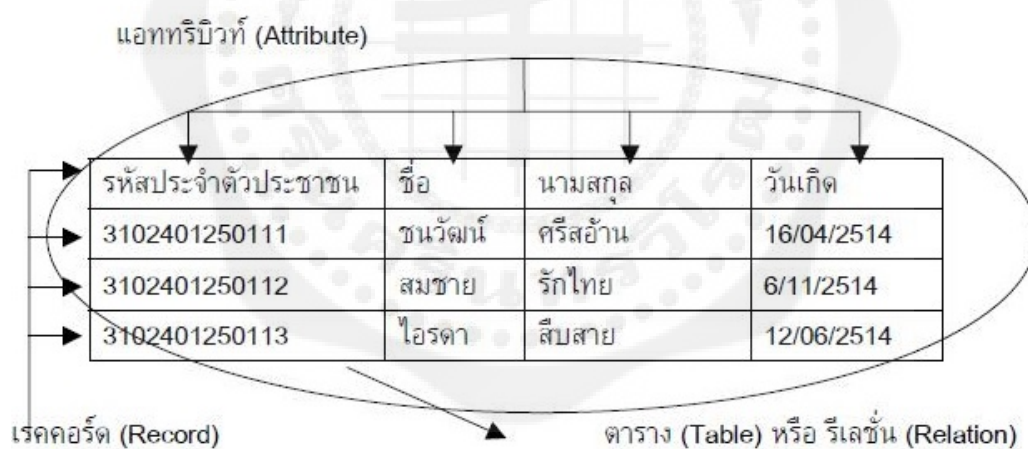 แอททริบิวท์ (Attribute)
รหัสประจำตัวประชาชน ชื่อ นามสกุล วันเกิด
3102401250111 ชนวัฒน์ ศรีสอ้าน 16/04/2514
3102401250112 สมชาย รักไทย 6/11/2514
3102401250113 ไอรดา สืบสาย 12/06/2514
เรคคอร์ด (Record) ตาราง (Table) หรือ รีเลชั่น (Relation)